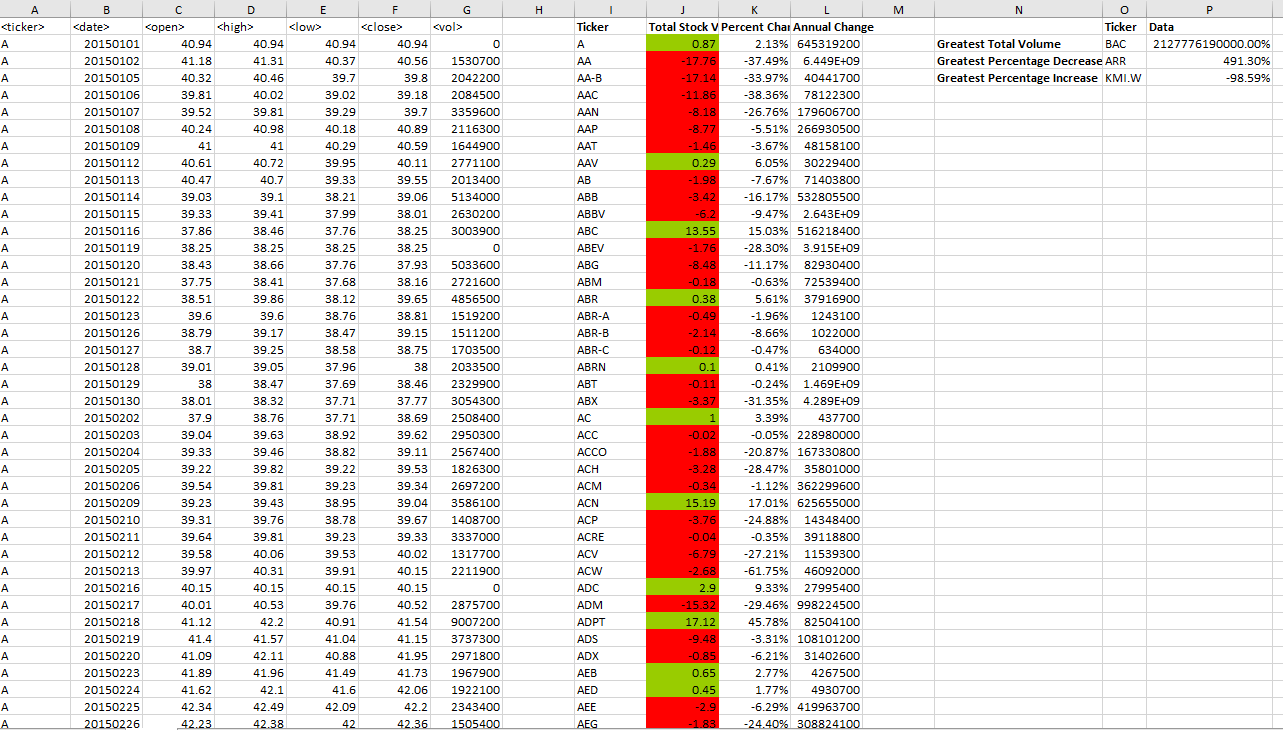 A B C D E F G H I J K L M N O P
<ticker> <date> <open> <high> <low> <close> <vol> Ticker Total Stock V Percent Char Annual Change Ticker Data
A 20150101 40.94 40.94 40.94 40.94 0 A 0.87 2.13% 645319200 Greatest Total Volume BAC 2127776190000.00%
A 20150102 41.18 41.31 40.37 40.56 1530700 AA -17.76 -37.49% 6.449E+09 Greatest Percentage Decrease ARR 491.30%
A 20150105 40.32 40.46 39.7 39.8 2042200 AA-B -17.14 -33.97% 40441700 Greatest Percentage Increase KMI.W -98.59%
A 20150106 39.81 40.02 39.02 39.18 2084500 AAC -11.86 -38.36% 78122300
A 20150107 39.52 39.81 39.29 39.7 3359600 AAN -8.18 -26.76% 179606700
A 20150108 40.24 40.98 40.18 40.89 2116300 AAP -8.77 -5.51% 266930500
A 20150109 41 41 40.29 40.59 1644900 AAT -1.46 -3.67% 48158100
A 20150112 40.61 40.72 39.95 40.11 2771100 AAV 0.29 6.05% 30229400
A 20150113 40.47 40.7 39.33 39.55 2013400 AB -1.98 -7.67% 71403800
A 20150114 39.03 39.1 38.21 39.06 5134000 ABB -3.42 -16.17% 532805500
A 20150115 39.33 39.41 37.99 38.01 2630200 ABBV -6.2 -9.47% 2.643E+09
A 20150116 37.86 38.46 37.76 38.25 3003900 ABC 13.55 15.03% 516218400
A 20150119 38.25 38.25 38.25 38.25 0 ABEV -1.76 -28.30% 3.915E+09
A 20150120 38.43 38.66 37.76 37.93 5033600 ABG -8.48 -11.17% 82930400
A 20150121 37.75 38.41 37.68 38.16 2721600 ABM -0.18 -0.63% 72539400
A 20150122 38.51 39.86 38.12 39.65 4856500 ABR 0.38 5.61% 37916900
A 20150123 39.6 39.6 38.76 38.81 1519200 ABR-A -0.49 -1.96% 1243100
A 20150126 38.79 39.17 38.47 39.15 1511200 ABR-B -2.14 -8.66% 1022000
A 20150127 38.7 39.25 38.58 38.75 1703500 ABR-C -0.12 -0.47% 634000
A 20150128 39.01 39.05 37.96 38 2033500 ABRN 0.1 0.41% 2109900
A 20150129 38 38.47 37.69 38.46 2329900 ABT -0.11 -0.24% 1.469E+09
A 20150130 38.01 38.32 37.71 37.77 3054300 ABX -3.37 -31.35% 4.289E+09
A 20150202 37.9 38.76 37.71 38.69 2508400 AC 1 3.39% 437700
A 20150203 39.04 39.63 38.92 39.62 2950300 ACC -0.02 -0.05% 228980000
A 20150204 39.33 39.46 38.82 39.11 2567400 ACCO -1.88 -20.87% 167330800
A 20150205 39.22 39.82 39.22 39.53 1826300 ACH -3.28 -28.47% 35801000
A 20150206 39.54 39.81 39.23 39.34 2697200 ACM -0.34 -1.12% 362299600
A 20150209 39.23 39.43 38.95 39.04 3586100 ACN 15.19 17.01% 625655000
A 20150210 39.31 39.76 38.78 39.67 1408700 ACP -3.76 -24.88% 14348400
A 20150211 39.64 39.81 39.23 39.33 3337000 ACRE -0.04 -0.35% 39118800
A 20150212 39.58 40.06 39.53 40.02 1317700 ACV -6.79 -27.21% 11539300
A 20150213 39.97 40.31 39.91 40.15 2211900 ACW -2.68 -61.75% 46092000
A 20150216 40.15 40.15 40.15 40.15 0 ADC 2.9 9.33% 27995400
A 20150217 40.01 40.53 39.76 40.52 2875700 ADM -15.32 -29.46% 998224500
A 20150218 41.12 42.2 40.91 41.54 9007200 ADPT 17.12 45.78% 82504100
A 20150219 41.4 41.57 41.04 41.15 3737300 ADS -9.48 -3.31% 108101200
A 20150220 41.09 42.11 40.88 41.95 2971800 ADX -0.85 -6.21% 31402600
A 20150223 41.89 41.96 41.49 41.73 1967900 AEB 0.65 2.77% 4267500
A 20150224 41.62 42.1 41.6 42.06 1922100 AED 0.45 1.77% 4930700
A 20150225 42.34 42.49 42.09 42.2 2343400 AEE -2.9 -6.29% 419963700
A 20150226 42.23 42.38 42 42.36 1505400 AEG -1.83 -24.40% 308824100